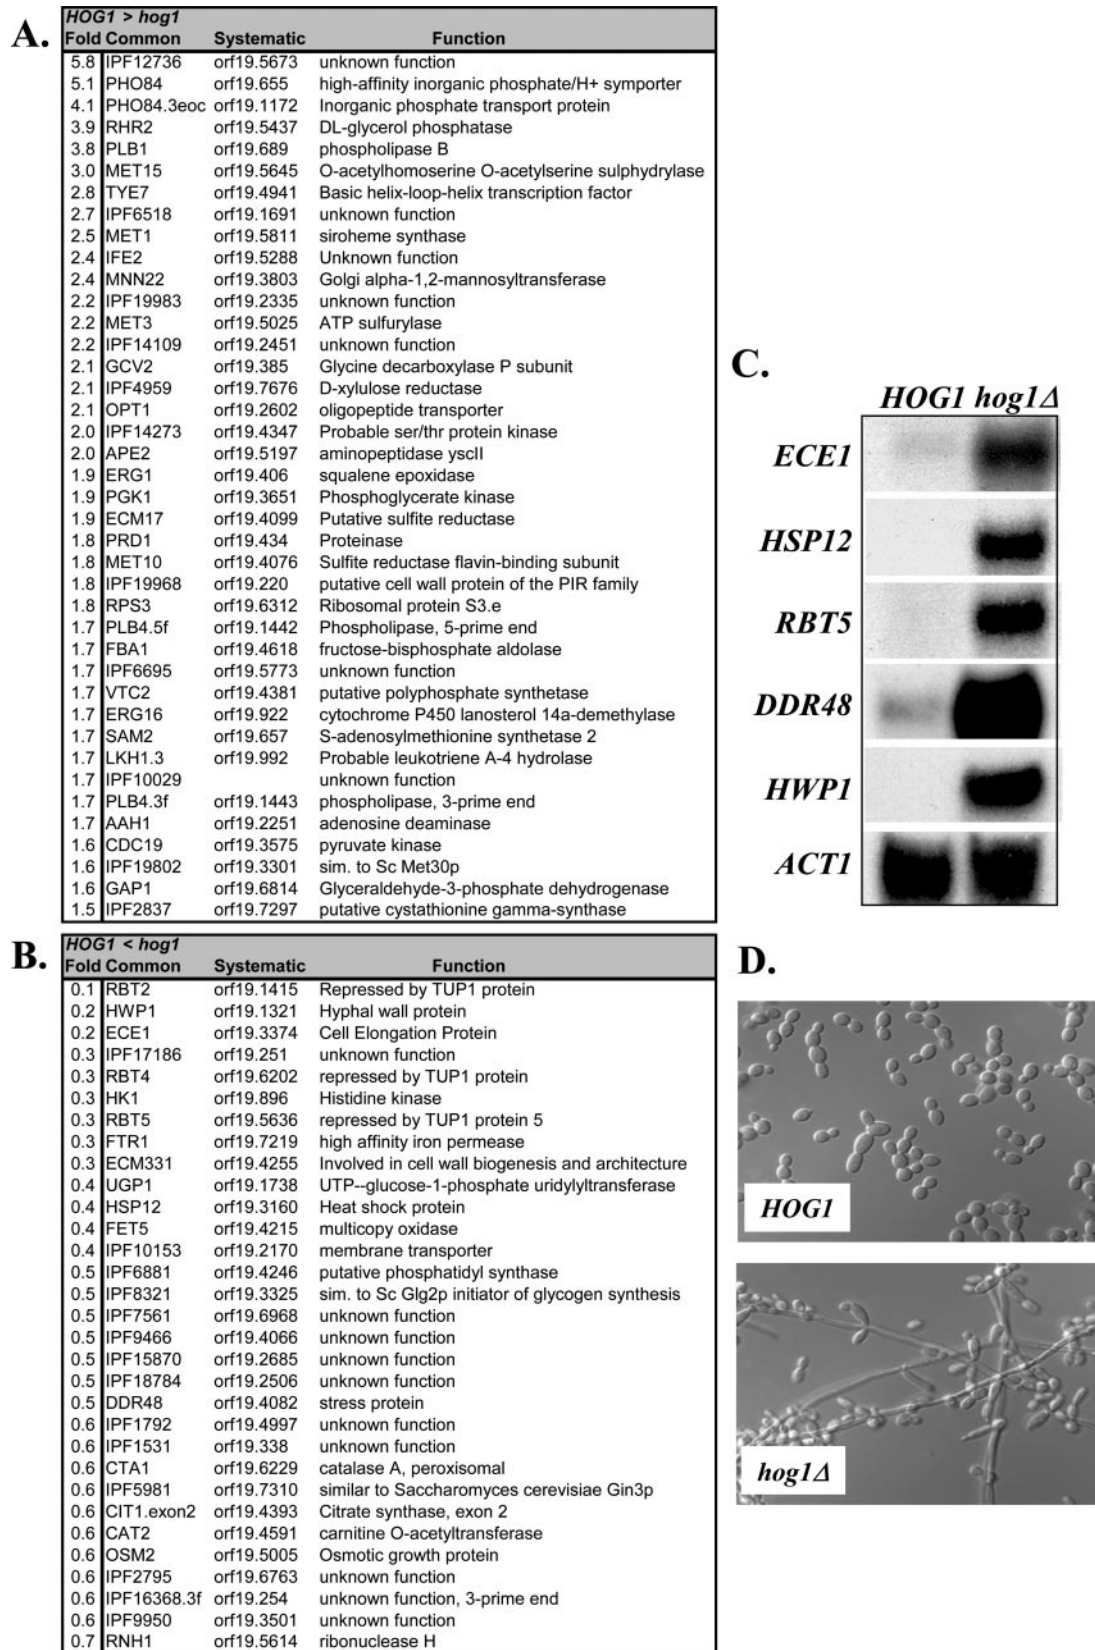 A.
HOG1 > hog1
Fold Common Systematic Function
5.8 IPF12736 orf19.5673 unknown function
5.1 PHO84 orf19.655 high-affinity inorganic phosphate/H+ symporter
4.1 PHO84.3eoc orf19.1172 Inorganic phosphate transport protein
3.9 RHR2 orf19.5437 DL-glycerol phosphatase
3.8 PLB1 orf19.689 phospholipase B
3.0 MET15 orf19.5645 O-acetylhomoserine O-acetylserine sulphydrylase
2.8 TYE7 orf19.4941 Basic helix-loop-helix transcription factor
2.7 IPF6518 orf19.1691 unknown function
2.5 MET1 orf19.5811 siroheme synthase
2.4 IFE2 orf19.5288 Unknown function
2.4 MNN22 orf19.3803 Golgi alpha-1,2-mannosyltransferase
2.2 IPF19983 orf19.2335 unknown function
2.2 MET3 orf19.5025 ATP sulfurylase
2.2 IPF14109 orf19.2451 unknown function
2.1 GCV2 orf19.385 Glycine decarboxylase P subunit
2.1 IPF4959 orf19.7676 D-xylulose reductase
2.1 OPT1 orf19.2602 oligopeptide transporter
2.0 IPF14273 orf19.4347 Probable ser/thr protein kinase
2.0 APE2 orf19.5197 aminopeptidase yscII
1.9 ERG1 orf19.406 squalene epoxidase
1.9 PGK1 orf19.3651 Phosphoglycerate kinase
1.9 ECM17 orf19.4099 Putative sulfite reductase
1.8 PRD1 orf19.434 Proteinase
1.8 MET10 orf19.4076 Sulfite reductase flavin-binding subunit
1.8 IPF19968 orf19.220 putative cell wall protein of the PIR family
1.8 RPS3 orf19.6312 Ribosomal protein S3.e
1.7 PLB4.5f orf19.1442 Phospholipase, 5-prime end
1.7 FBA1 orf19.4618 fructose-bisphosphate aldolase
1.7 IPF6695 orf19.5773 unknown function
1.7 VTC2 orf19.4381 putative polyphosphate synthetase
1.7 ERG16 orf19.922 cytochrome P450 lanosterol 14a-demethylase
1.7 SAM2 orf19.657 S-adenosylmethionine synthetase 2
1.7 LKH1.3 orf19.992 Probable leukotriene A-4 hydrolase
1.7 IPF10029 unknown function
1.7 PLB4.3f orf19.1443 phospholipase, 3-prime end
1.7 AAH1 orf19.2251 adenosine deaminase
1.6 CDC19 orf19.3575 pyruvate kinase
1.6 IPF19802 orf19.3301 sim. to Sc Met30p
1.6 GAP1 orf19.6814 Glyceraldehyde-3-phosphate dehydrogenase
1.5 IPF2837 orf19.7297 putative cystathionine gamma-synthase
B.
HOG1 < hog1
Fold Common Systematic Function
0.1 RBT2 orf19.1415 Repressed by TUP1 protein
0.2 HWP1 orf19.1321 Hyphal wall protein
0.2 ECE1 orf19.3374 Cell Elongation Protein
0.3 IPF17186 orf19.251 unknown function
0.3 RBT4 orf19.6202 repressed by TUP1 protein
0.3 HK1 orf19.896 Histidine kinase
0.3 RBT5 orf19.5636 repressed by TUP1 protein 5
0.3 FTR1 orf19.7219 high affinity iron permease
0.3 ECM331 orf19.4255 Involved in cell wall biogenesis and architecture
0.4 UGP1 orf19.1738 UTP--glucose-1-phosphate uridylyltransferase
0.4 HSP12 orf19.3160 Heat shock protein
0.4 FET5 orf19.4215 multicopy oxidase
0.4 IPF10153 orf19.2170 membrane transporter
0.5 IPF6881 orf19.4246 putative phosphatidyl synthase
0.5 IPF8321 orf19.3325 sim. to Sc Glg2p initiator of glycogen synthesis
0.5 IPF7561 orf19.6968 unknown function
0.5 IPF9466 orf19.4066 unknown function
0.5 IPF15870 orf19.2685 unknown function
0.5 IPF18784 orf19.2506 unknown function
0.5 DDR48 orf19.4082 stress protein
0.6 IPF1792 orf19.4997 unknown function
0.6 IPF1531 orf19.338 unknown function
0.6 CTA1 orf19.6229 catalase A, peroxisomal
0.6 IPF5981 orf19.7310 similar to Saccharomyces cerevisiae Gin3p
0.6 CIT1.exon2 orf19.4393 Citrate synthase, exon 2
0.6 CAT2 orf19.4591 carnitine O-acetyltransferase
0.6 OSM2 orf19.5005 Osmotic growth protein
0.6 IPF2795 orf19.6763 unknown function
0.6 IPF16368.3f orf19.254 unknown function, 3-prime end
0.6 IPF9950 orf19.3501 unknown function
0.7 RNH1 orf19.5614 ribonuclease H
C.
HOG1 hog1Δ
ECE1
HSP12
RBT5
DDR48
HWP1
ACT1
D.
HOG1
hog1Δ